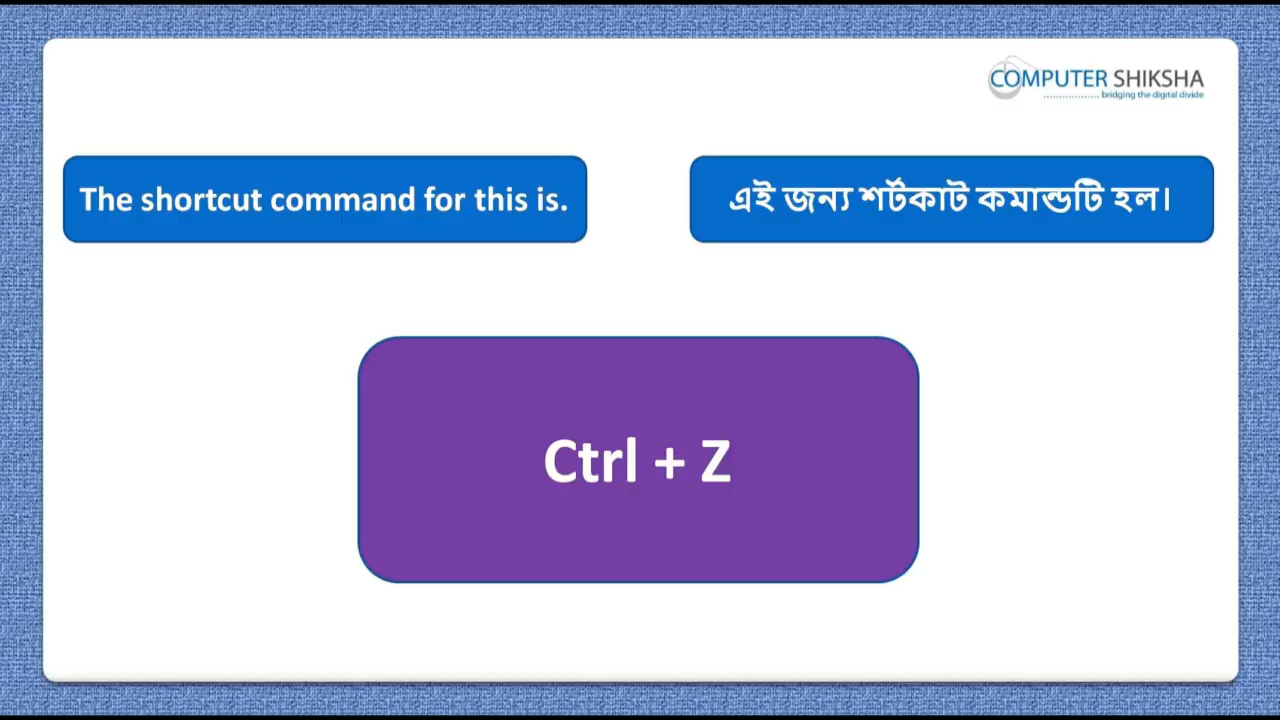 COMPUTER SHIKSHA
bridging the digital divide
The shortcut command for this is.
এই জন্য শর্টকাট কমান্ডটি হল।
Ctrl + Z